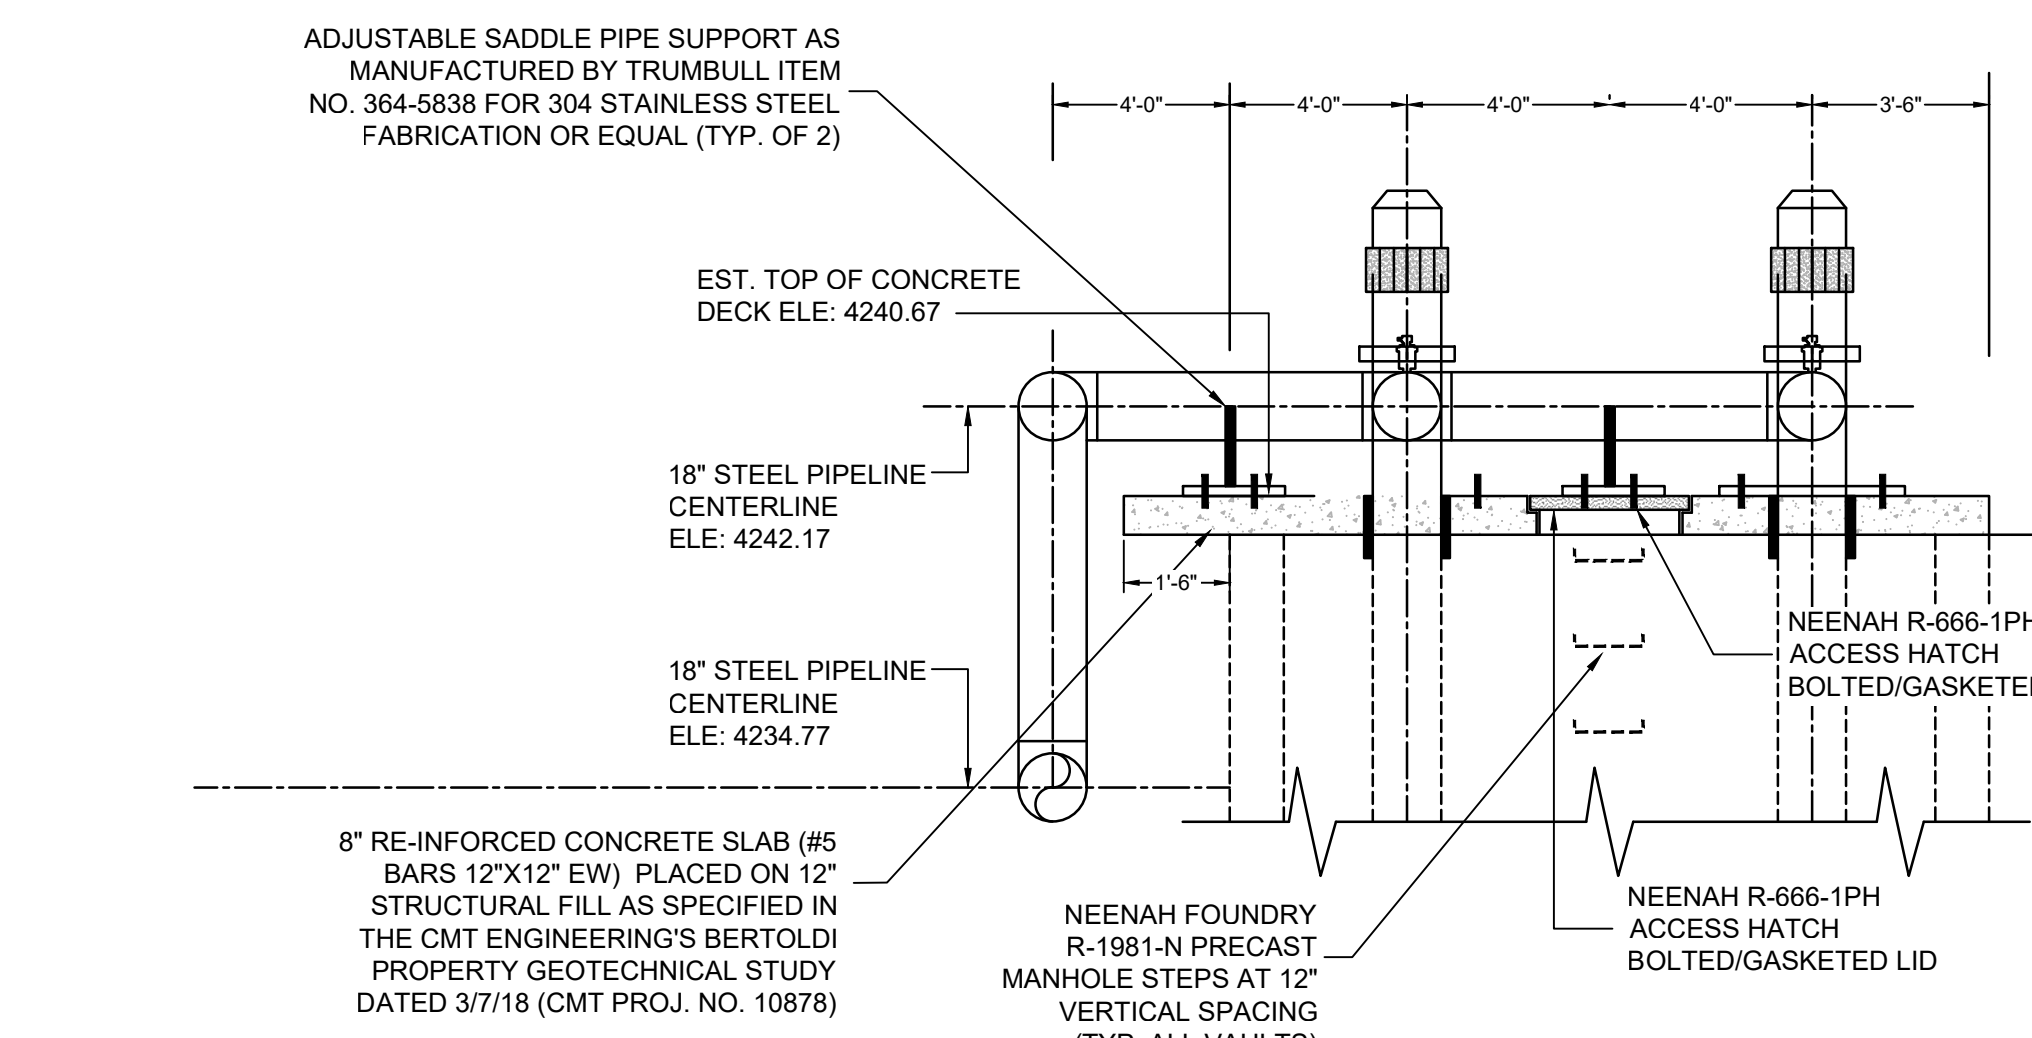 ADJUSTABLE SADDLE PIPE SUPPORT AS
MANUFACTURED BY TRUMBULL ITEM
NO. 364-5838 FOR 304 STAINLESS STEEL
FABRICATION OR EQUAL (TYP. OF 2)
4'-0"
4'-0"
4'-0"
4'-0"
3'-6"
EST. TOP OF CONCRETE
DECK ELE: 4240.67
18" STEEL PIPELINE
CENTERLINE
ELE: 4242.17
1'-6"
NEENAH R-666-1PH
ACCESS HATCH
BOLTED/GASKETED
18" STEEL PIPELINE
CENTERLINE
ELE: 4234.77
8" RE-INFORCED CONCRETE SLAB (#5
BARS 12"X12" EW) PLACED ON 12"
STRUCTURAL FILL AS SPECIFIED IN
THE CMT ENGINEERING'S BERTOLDI
PROPERTY GEOTECHNICAL STUDY
DATED 3/7/18 (CMT PROJ. NO. 10878)
NEENAH FOUNDRY
R-1981-N PRECAST
MANHOLE STEPS AT 12"
VERTICAL SPACING
(TYP. ALL VAULTS)
NEENAH R-666-1PH
ACCESS HATCH
BOLTED/GASKETED LID